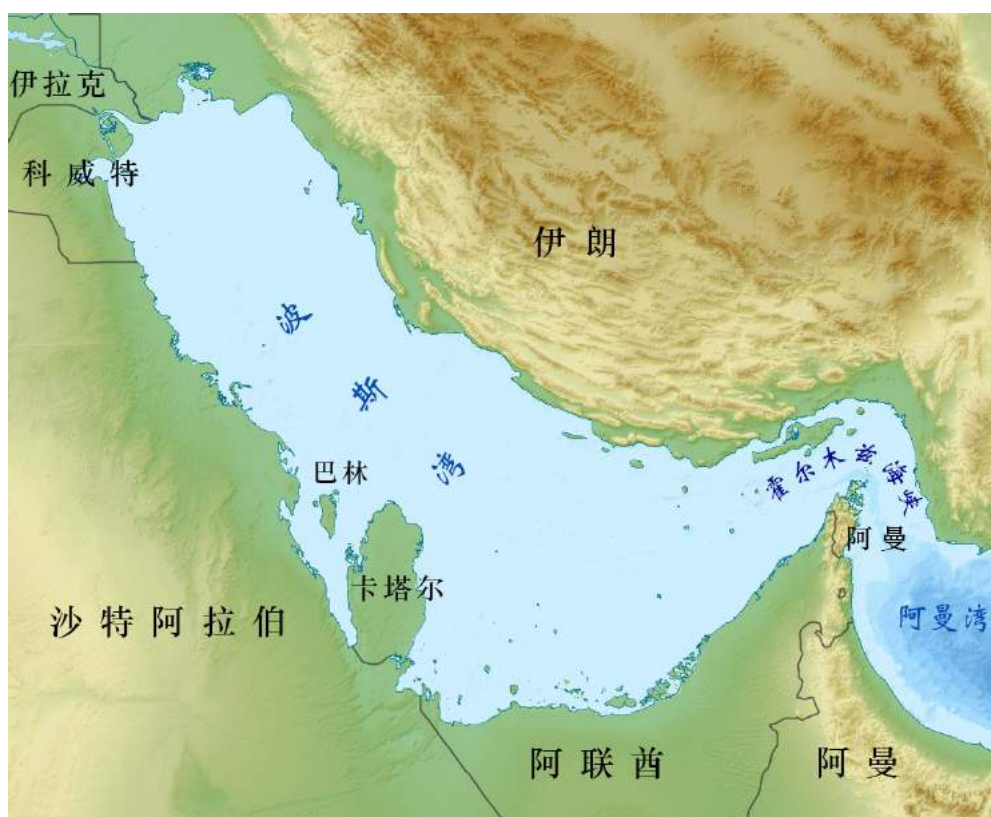 伊拉克
科威特
伊朗
波斯湾
巴林
霍尔木兹海峡
阿曼
卡塔尔
沙特阿拉伯
阿曼湾
阿联酋
阿曼